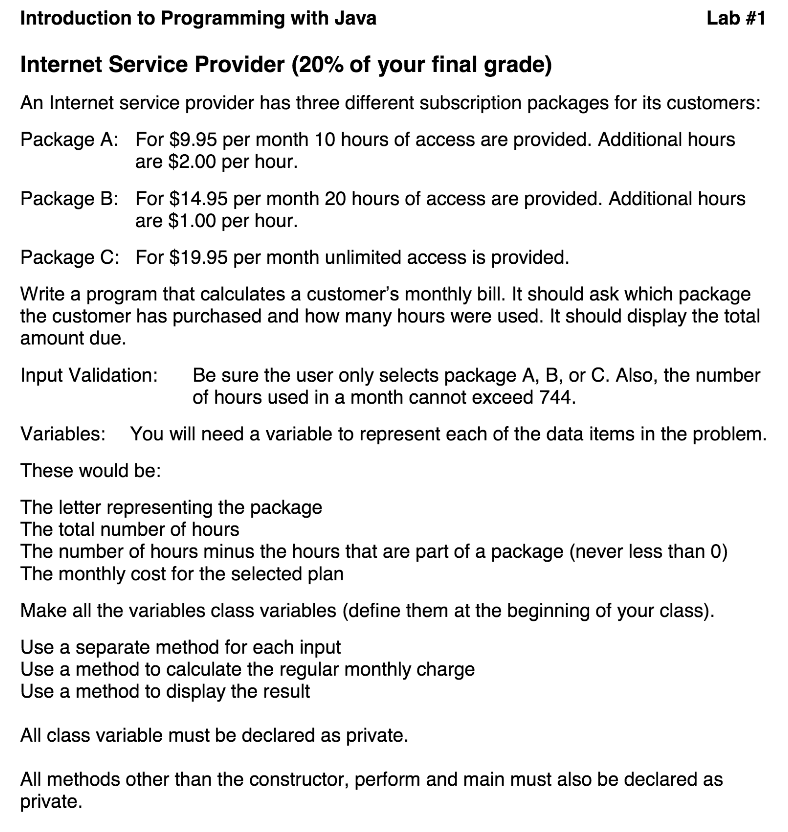 Introduction to Programming with Java Lab #1
Internet Service Provider (20% of your final grade)
An Internet service provider has three different subscription packages for its customers:
Package A: For $9.95 per month 10 hours of access are provided. Additional hours
are $2.00 per hour.
Package B: For $14.95 per month 20 hours of access are provided. Additional hours
are $1.00 per hour.
Package C: For $19.95 per month unlimited access is provided.
Write a program that calculates a customer's monthly bill. It should ask which package
the customer has purchased and how many hours were used. It should display the total
amount due.
Input Validation: Be sure the user only selects package A, B, or C. Also, the number
of hours used in a month cannot exceed 744.
Variables: You will need a variable to represent each of the data items in the problem.
These would be:
The letter representing the package
The total number of hours
The number of hours minus the hours that are part of a package (never less than 0)
The monthly cost for the selected plan
Make all the variables class variables (define them at the beginning of your class).
Use a separate method for each input
Use a method to calculate the regular monthly charge
Use a method to display the result
All class variable must be declared as private.
All methods other than the constructor, perform and main must also be declared as
private.